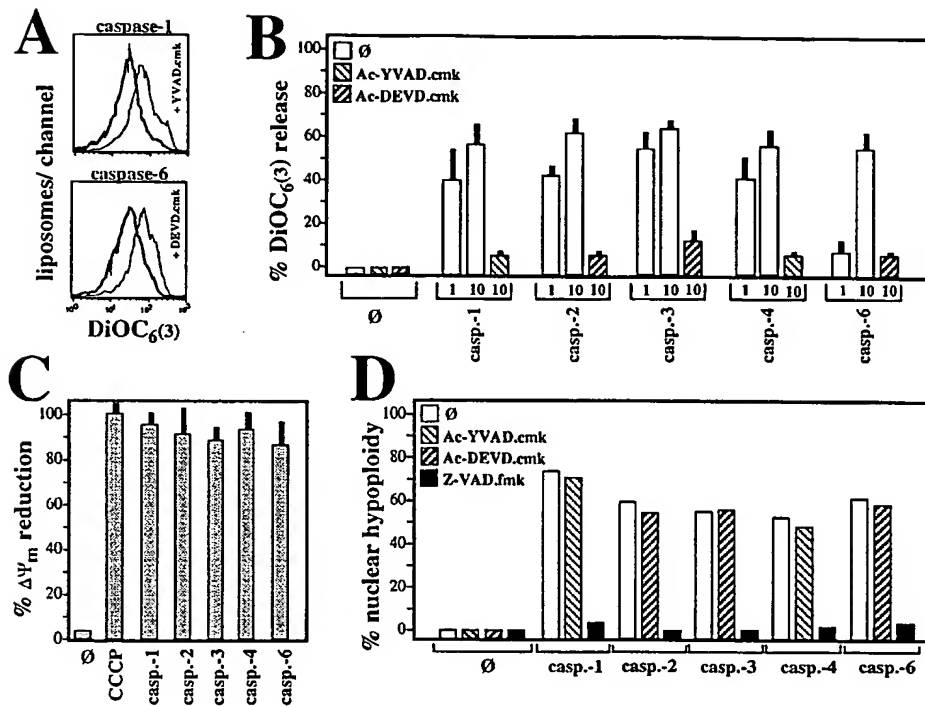 A
caspase-1
+ YVAD.cmk
caspase-6
+ DEVD.cmk
liposomes/ channel
DiOC6(3)
B
% DiOC6(3) release
100
80
60
40
20
0
Ø
Ac-YVAD.cmk
Ac-DEVD.cmk
1 10 10 1 10 10 1 10 10 1 10 10 1 10 10
Ø casp.-1 casp.-2 casp.-3 casp.-4 casp.-6
C
% ΔΨm reduction
100
80
60
40
20
0
Ø CCCP casp.-1 casp.-2 casp.-3 casp.-4 casp.-6
D
% nuclear hypoploidy
100
80
60
40
20
0
Ø
Ac-YVAD.cmk
Ac-DEVD.cmk
Z-VAD.fmk
Ø casp.-1 casp.-2 casp.-3 casp.-4 casp.-6